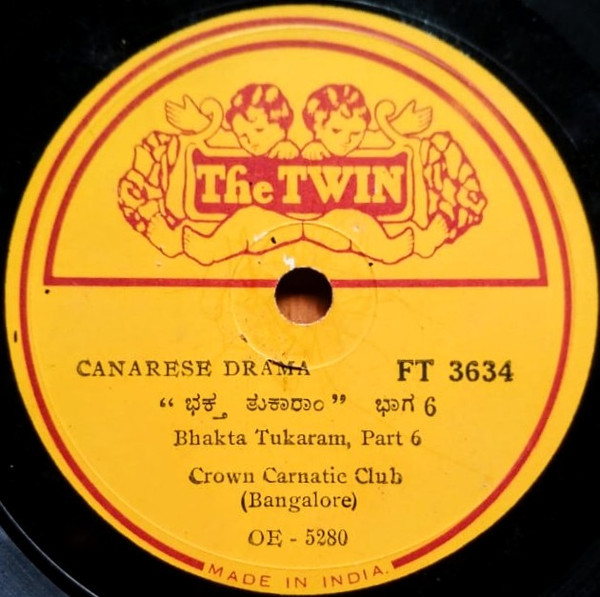 The TWIN
CANARESE DRAMA FT 3634
“ ಭಕ್ತ ತುಕಾರಾಂ” ಭಾಗ 6
Bhakta Tukaram, Part 6
Crown Carnatic Club
(Bangalore)
OE - 5280
MADE IN INDIA.